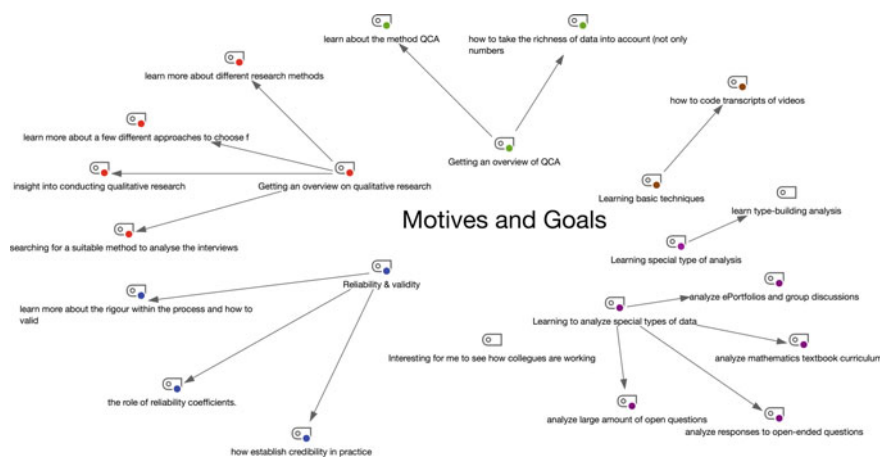 learn about the method QCA
how to take the richness of data into account (not only
numbers
learn more about different research methods
how to code transcripts of videos
learn more about a few different approaches to choose f
Getting an overview of QCA
insight into conducting qualitative research
Getting an overview on qualitative research
Learning basic techniques
learn type-building analysis
Motives and Goals
searching for a suitable method to analyse the interviews
Learning special type of analysis
Reliability & validity
analyze ePortfolios and group discussions
learn more about the rigour within the process and how to
valid
Learning to analyze special types of data
Interesting for me to see how collegues are working
analyze mathematics textbook curriculum
the role of reliability coefficients.
analyze large amount of open questions
analyze responses to open-ended questions
how establish credibility in practice